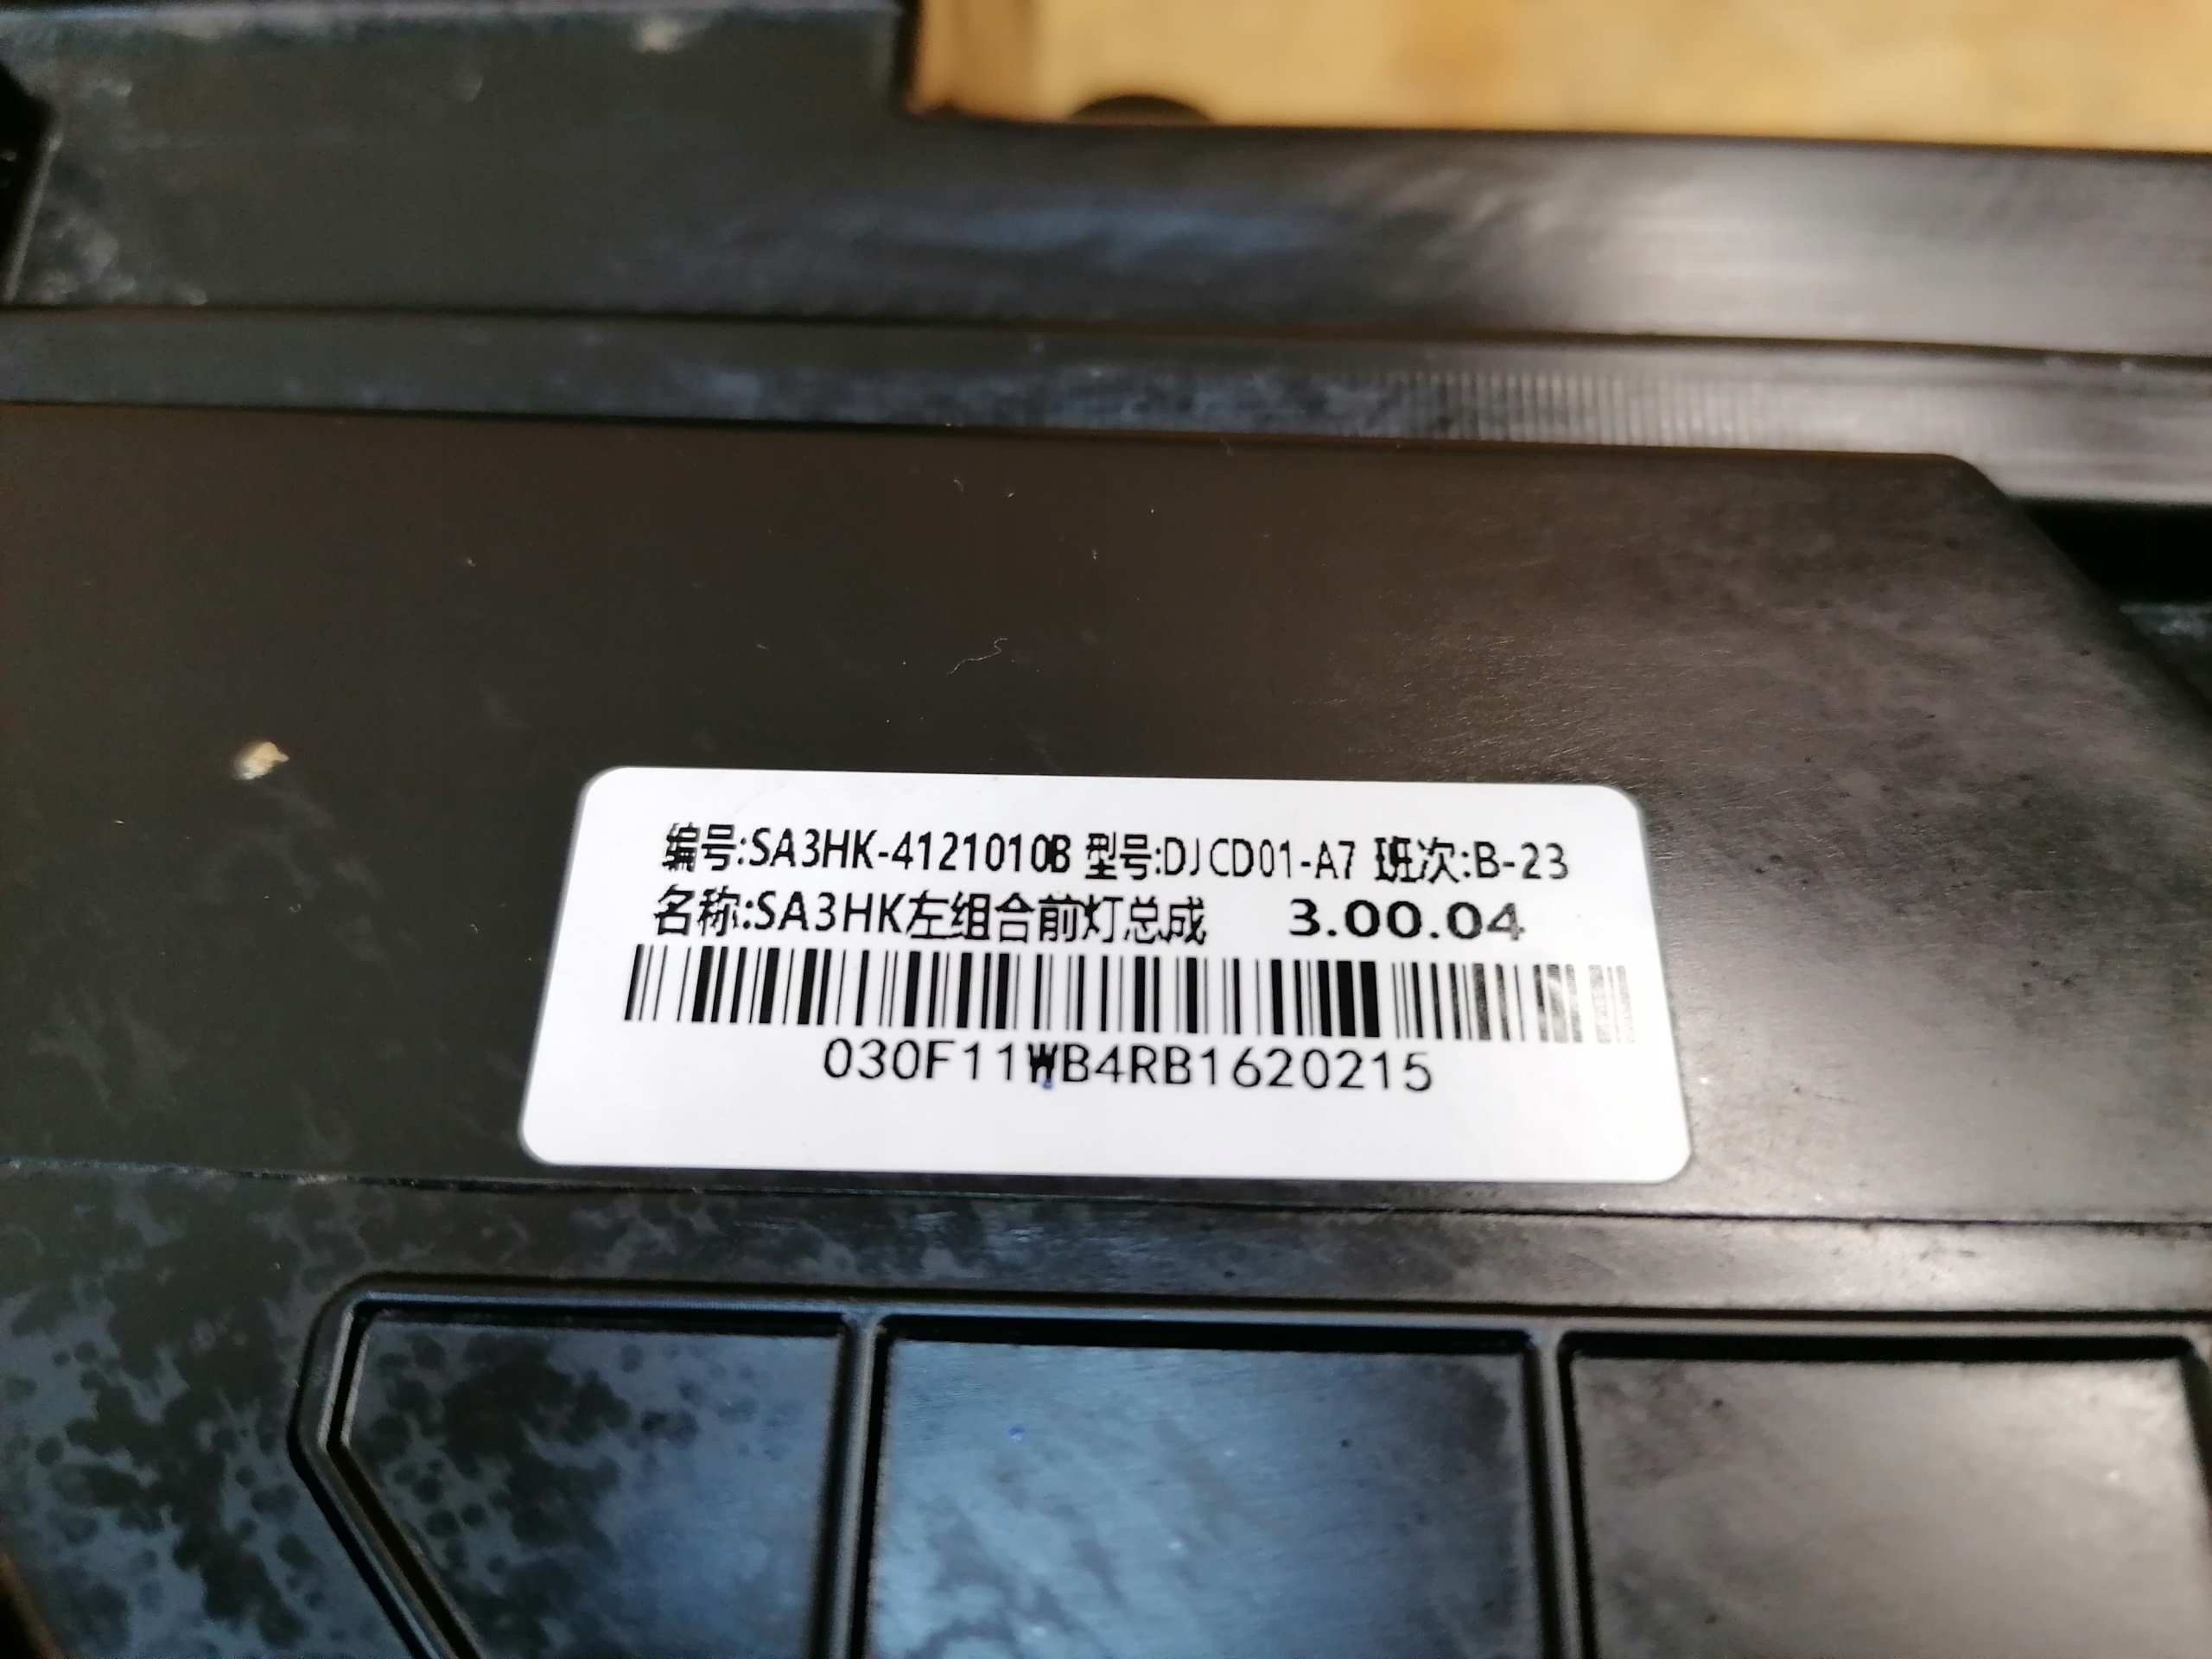 编号:SA3HK-4121010B 型号:DJCD01-A7 班次:B-23
名称:SA3HK左组合前灯总成 3.00.04
030F11WB4RB1620215